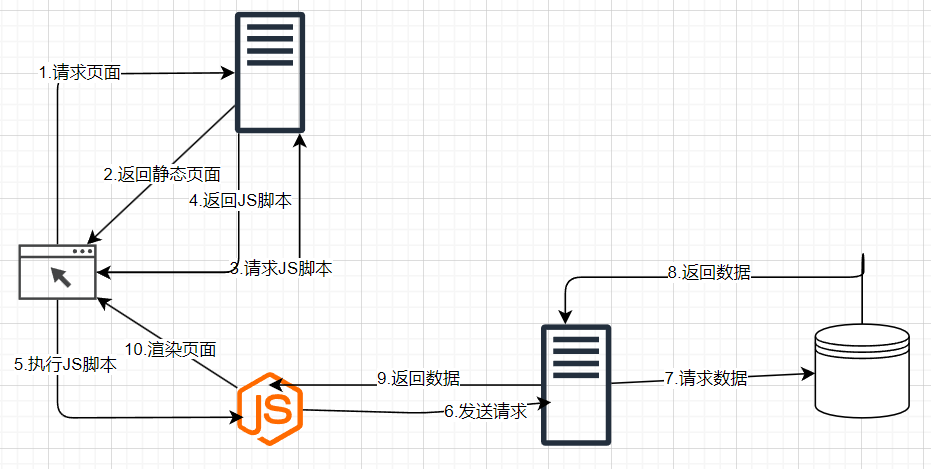 1.请求页面
2.返回静态页面
4.返回JS脚本
3.请求JS脚本
8.返回数据
10.渲染页面
5.执行JS脚本
9.返回数据
7.请求数据
JS
6.发送请求